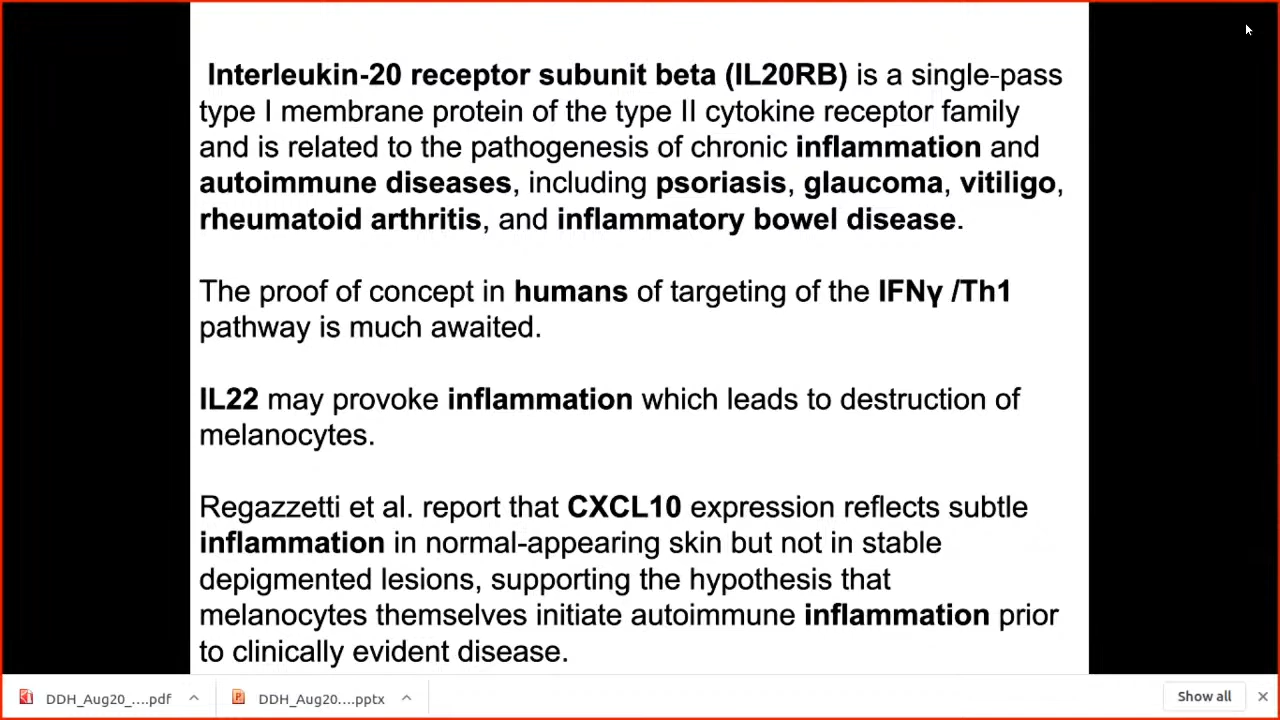 Interleukin-20 receptor subunit beta (IL20RB) is a single-pass
type I membrane protein of the type II cytokine receptor family
and is related to the pathogenesis of chronic inflammation and
autoimmune diseases, including psoriasis, glaucoma, vitiligo,
rheumatoid arthritis, and inflammatory bowel disease.
The proof of concept in humans of targeting of the IFNγ /Th1
pathway is much awaited.
IL22 may provoke inflammation which leads to destruction of
melanocytes.
Regazzetti et al. report that CXCL10 expression reflects subtle
inflammation in normal-appearing skin but not in stable
depigmented lesions, supporting the hypothesis that
melanocytes themselves initiate autoimmune inflammation prior
to clinically evident disease.
DDH_Aug20_....pdf DDH_Aug20....pptx Show all